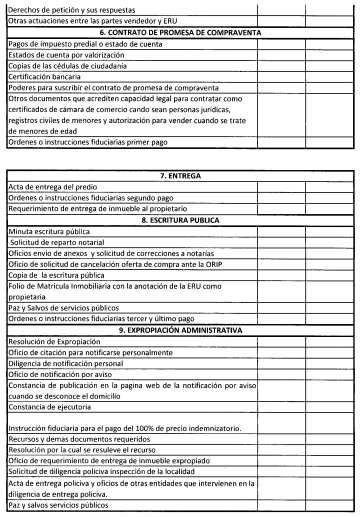 Derechos de petición y sus respuestas
Otras actuaciones entre las partes vendedor y ERU
6. CONTRATO DE PROMESA DE COMPRAVENTA
Pagos de impuesto predial o estado de cuenta
Estados de cuenta por valorización
Copias de las cédulas de ciudadanía
Certificación bancaria
Poderes para suscribir el contrato de promesa de compraventa
Otros documentos que acrediten capacidad legal para contratar como
certificados de cámara de comercio cando sean personas jurídicas,
registros civiles de menores y autorización para vender cuando se trate
de menores de edad
Ordenes o instrucciones fiduciarias primer pago
7. ENTREGA
Acta de entrega del predio
Ordenes o instrucciones fiduciarias segundo pago
Requerimiento de entrega de inmueble al propietario
8. ESCRITURA PUBLICA
Minuta escritura pública
Solicitud de reparto notarial
Oficios envío de anexos y solicitud de correcciones a notarías
Oficio de solicitud de cancelación oferta de compra ante la ORIP
Copia de la escritura pública
Folio de Matricula Inmobiliaria con la anotación de la ERU como
propietaria
Paz y Salvos de servicios públicos
Ordenes o instrucciones fiduciarias tercer y último pago
9. EXPROPIACIÓN ADMINISTRATIVA
Resolución de Expropiación
Oficio de citación para notificarse personalmente
Diligencia de notificación personal
Oficio de notificación por aviso
Constancia de publicación en la pagina web de la notificación por aviso
cuando se desconoce el domicilio
Constancia de ejecutoria
Instrucción fiduciaria para el pago del 100% de precio indemnizatorio.
Recursos y demas documentos requeridos
Resolución por la cual se resuleve el recurso
Oficio de requerimiento de entrega de inmueble expropiado
Solicitud de diligencia policiva inspección de la localidad
Acta de entrega policiva y oficios de otras entidades que intervienen en la
diligencia de entrega policiva.
Paz y salvos servicios públicos